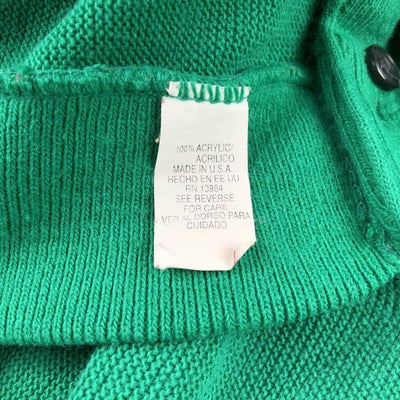 100% ACRYLIC/
ACRILICO
MADE IN U.S.A.
HECHO EN EE.UU
RN 13884
SEE REVERSE
FOR CARE
VER AL DORSO PARA
CUIDADO